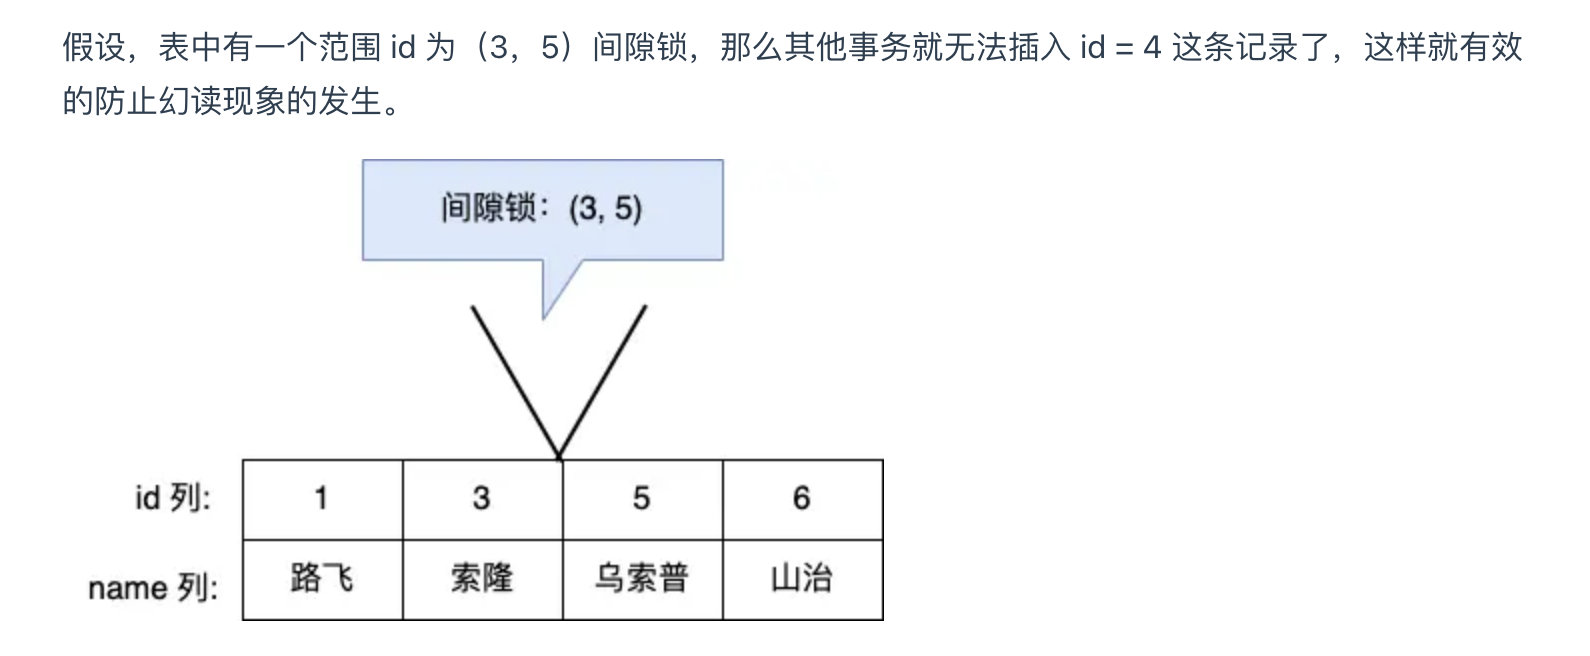 假设，表中有一个范围 id 为（3，5）间隙锁，那么其他事务就无法插入 id = 4 这条记录了，这样就有效
的防止幻读现象的发生。
间隙锁：(3, 5)
id 列: 1 3 5 6
name 列: 路飞 索隆 乌索普 山治